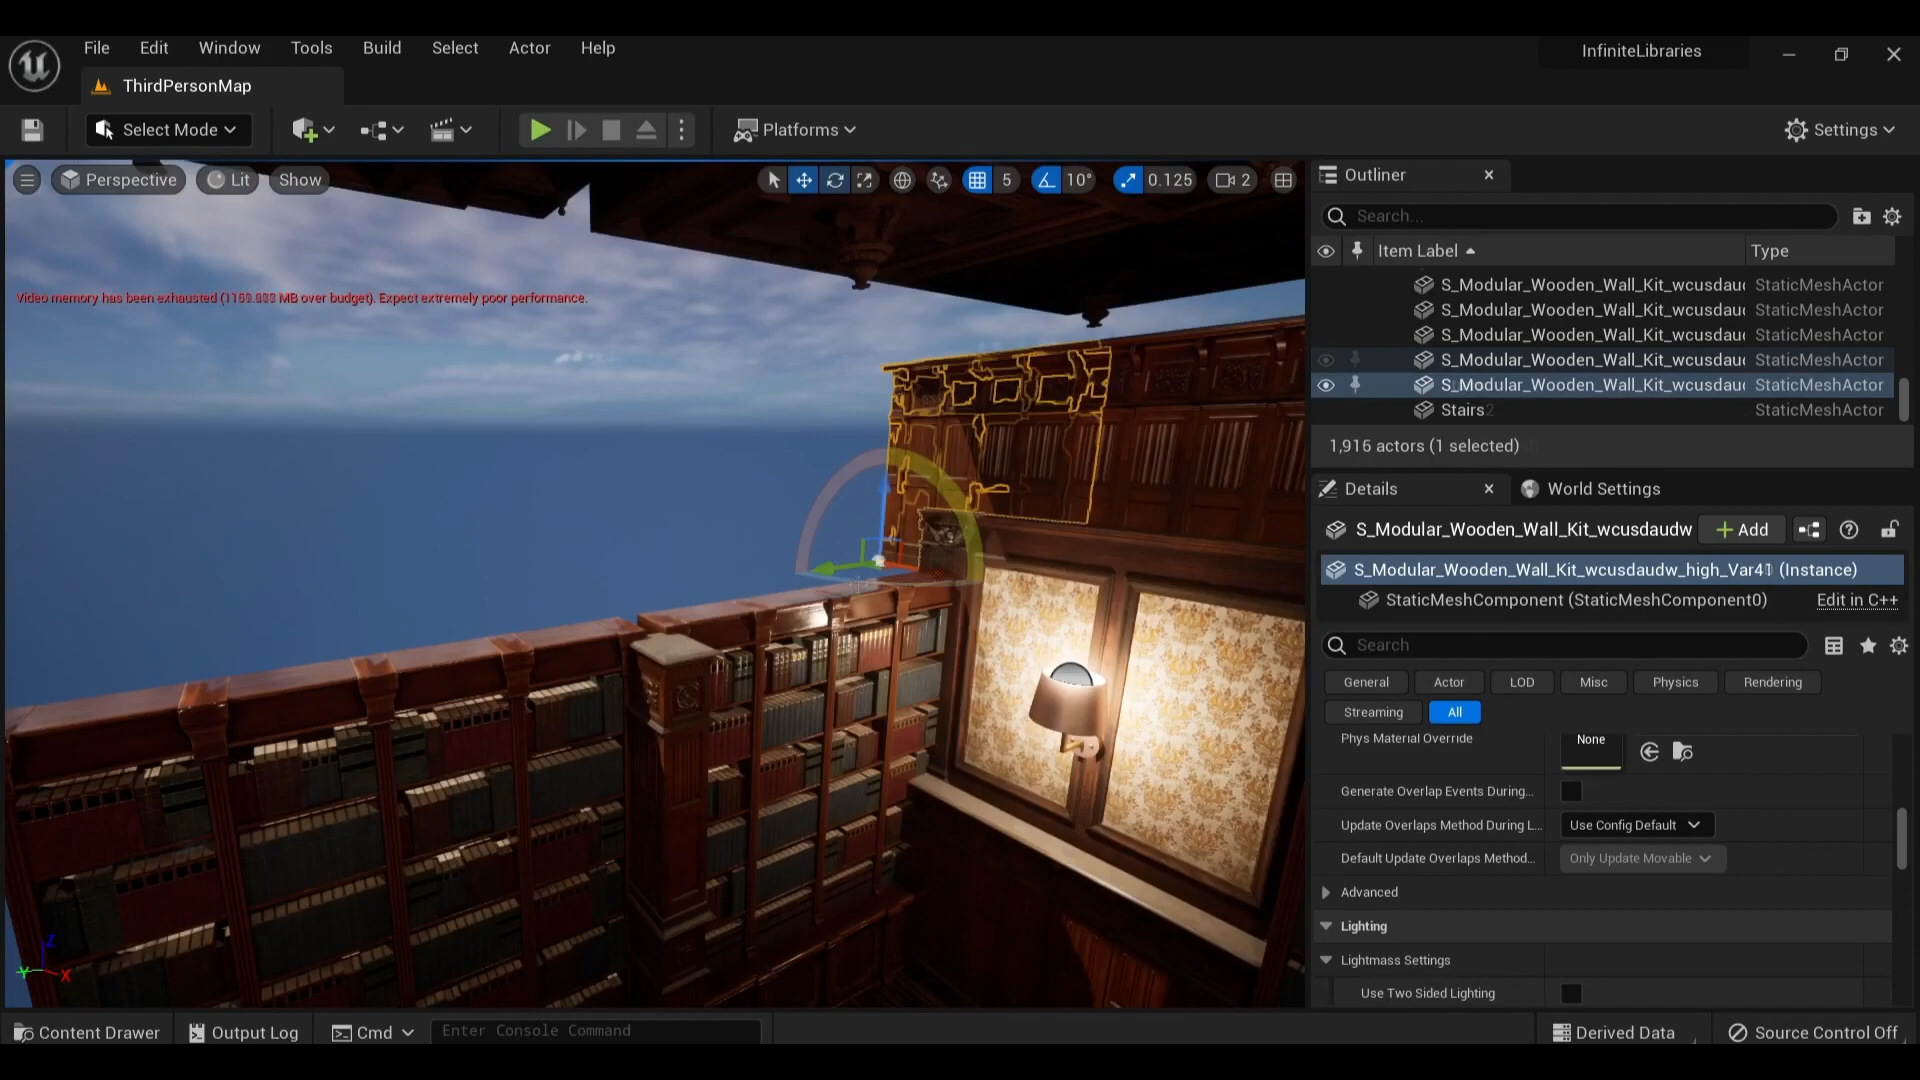 File Edit Window Tools Build Select Actor Help
InfiniteLibraries
ThirdPersonMap
Select Mode
Platforms
Settings
Perspective Lit Show
5 10° 0.125 2
Video memory has been exhausted ( MB over budget). Expect extremely poor performance.
Outliner
Search...
Item Label Type
S_Modular_Wooden_Wall_Kit_wcusdau StaticMeshActor
S_Modular_Wooden_Wall_Kit_wcusdau StaticMeshActor
S_Modular_Wooden_Wall_Kit_wcusdau StaticMeshActor
S_Modular_Wooden_Wall_Kit_wcusdau StaticMeshActor
S_Modular_Wooden_Wall_Kit_wcusdau StaticMeshActor
Stairs2 StaticMeshActor
1,916 actors (1 selected)
Details
World Settings
S_Modular_Wooden_Wall_Kit_wcusdaudw
+ Add
(Instance)
StaticMeshComponent (StaticMeshComponent0) Edit in C++
Search
General Actor LOD Misc Physics Rendering
Streaming All
Phys Material Override None
Generate Overlap Events During...
Update Overlaps Method During L... Use Config Default
Default Update Overlaps Method... Only Update Movable
Advanced
Lighting
Lightmass Settings
Use Two Sided Lighting
Z
Y X
Content Drawer Output Log Cmd Enter Console Command
Derived Data Source Control Off